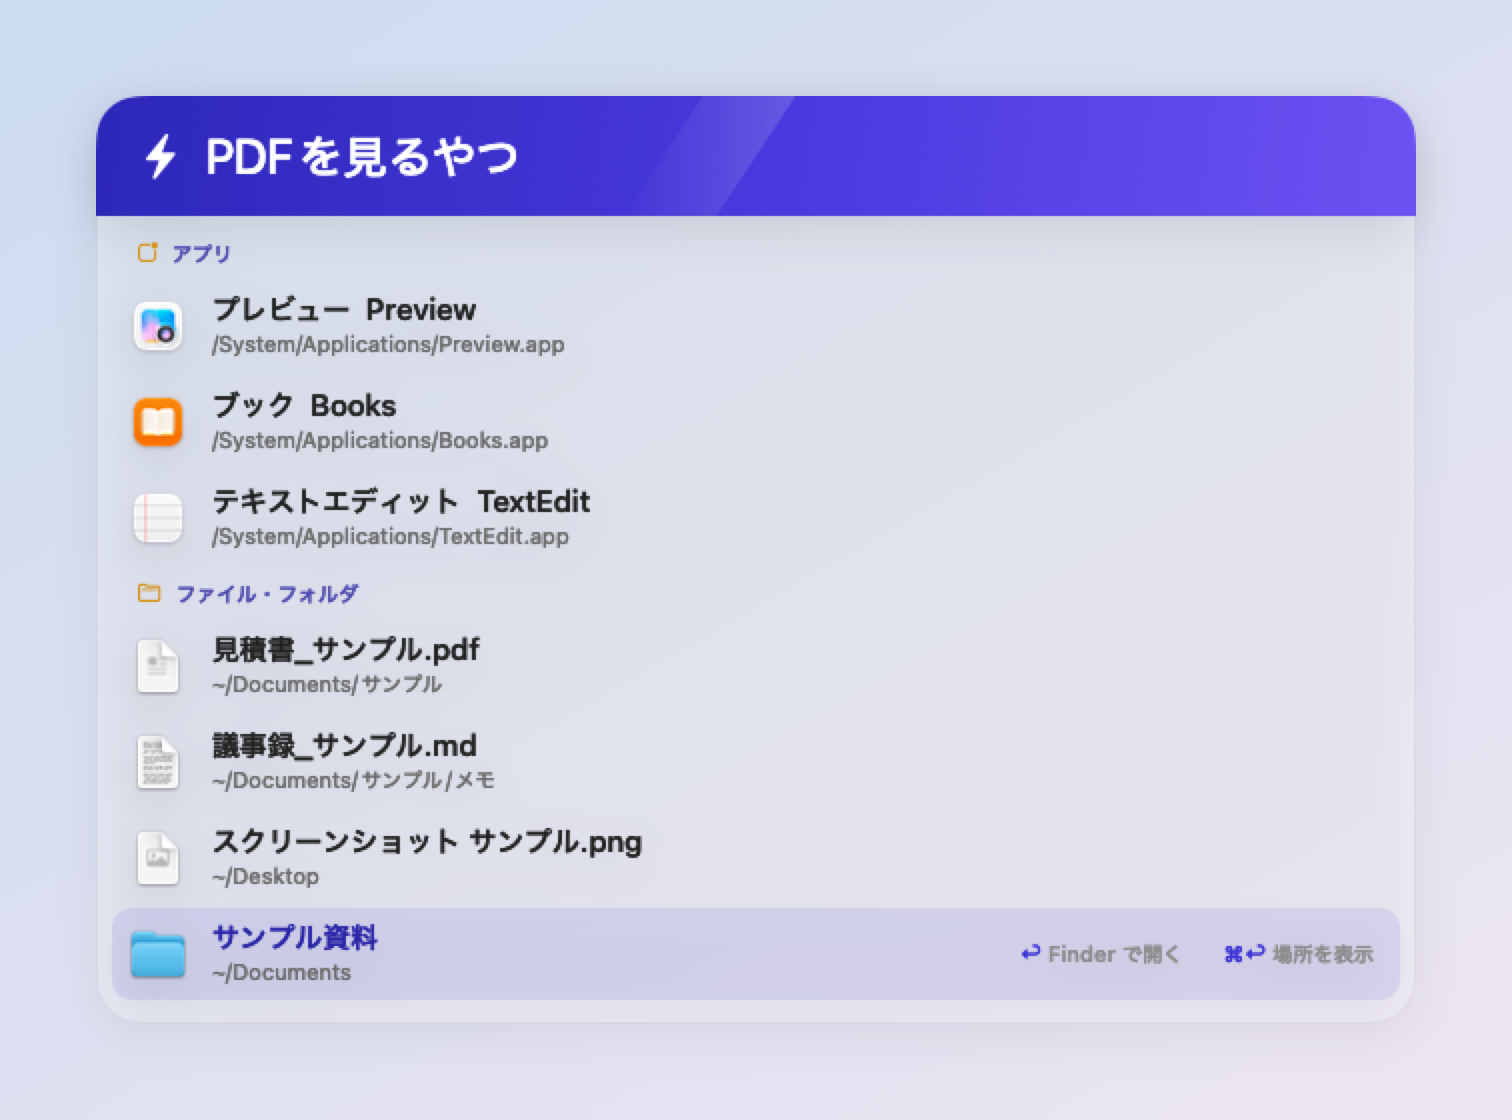 PDFを見るやつ
アプリ
プレビュー Preview
/System/Applications/Preview.app
ブック Books
/System/Applications/Books.app
テキストエディット TextEdit
/System/Applications/TextEdit.app
ファイル・フォルダ
見積書_サンプル.pdf
~/Documents/サンプル
議事録_サンプル.md
~/Documents/サンプル/メモ
スクリーンショット サンプル.png
~/Desktop
サンプル資料
~/Documents
↩ Finder で開く ⌘↩ 場所を表示